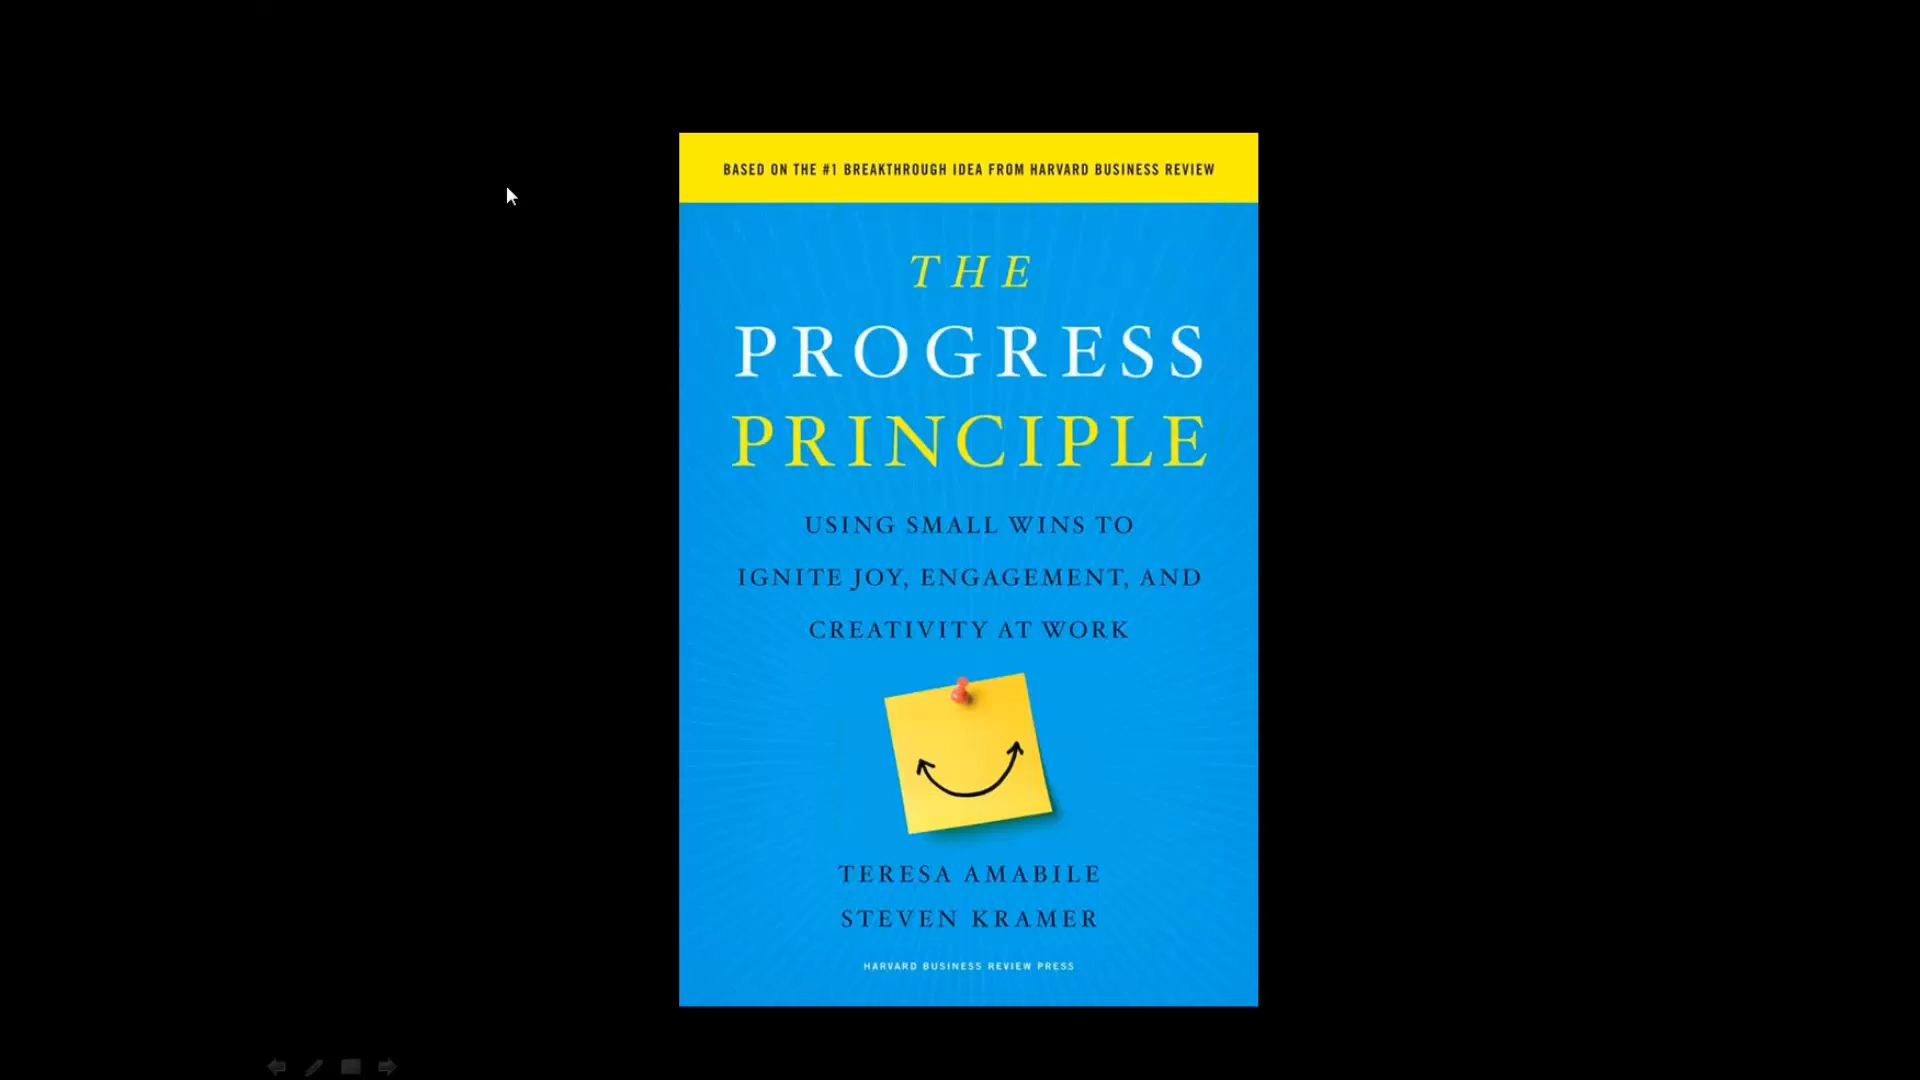 BASED ON THE #1 BREAKTHROUGH IDEA FROM HARVARD BUSINESS REVIEW
THE
PROGRESS
PRINCIPLE
USING SMALL WINS TO
IGNITE JOY, ENGAGEMENT, AND
CREATIVITY AT WORK
TERESA AMABILE
STEVEN KRAMER
HARVARD BUSINESS REVIEW PRESS